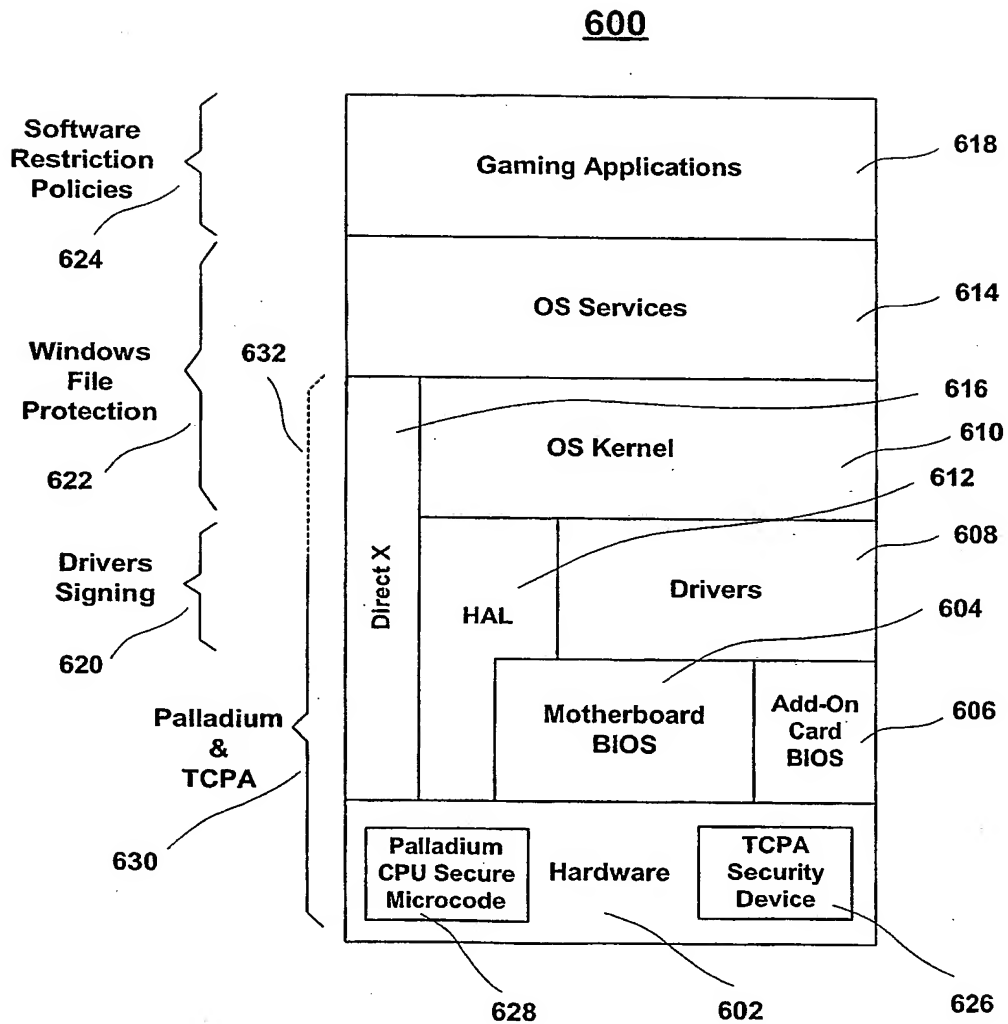 600
Software
Restriction
Policies
624
Gaming Applications
618
OS Services
614
Windows
File
Protection
622
632
616
OS Kernel
610
612
Drivers
Signing
620
Direct X
HAL
Drivers
608
604
Motherboard
BIOS
Add-On
Card
BIOS
606
Palladium
&
TCPA
630
Palladium
CPU Secure
Microcode
Hardware
TCPA
Security
Device
628
602
626